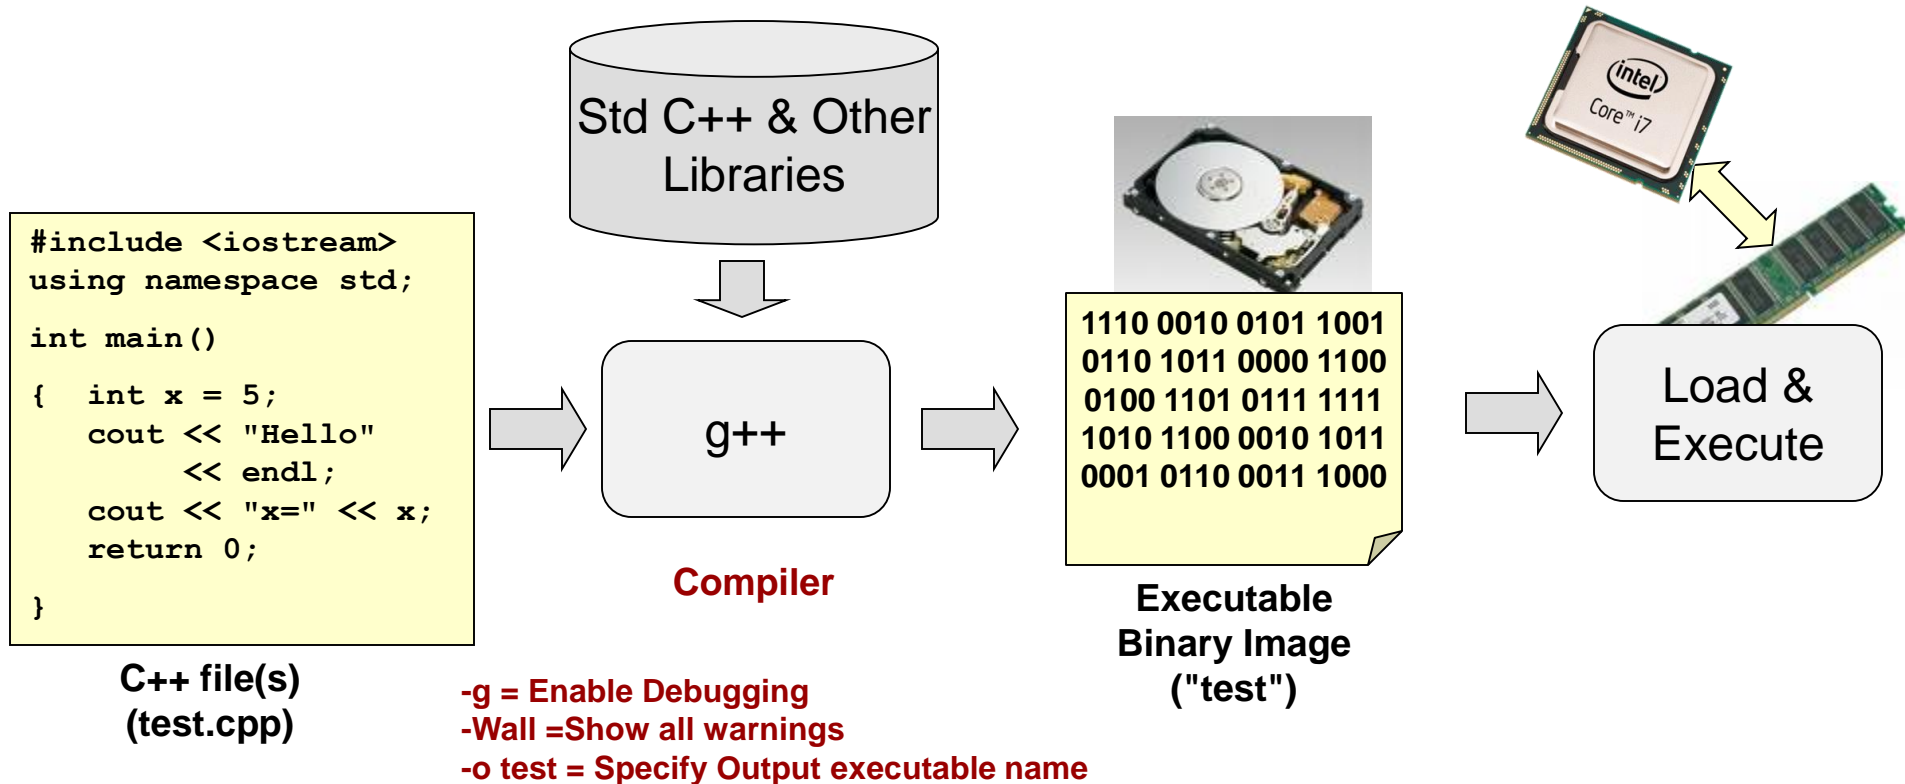 Std C++ & Other
Libraries
#include <iostream>
using namespace std;
int main()
{ int x = 5;
cout << "Hello"
<< endl;
cout << "x=" << x;
return 0;
}
C++ file(s)
(test.cpp)
g++
Compiler
-g = Enable Debugging
-Wall =Show all warnings
-o test = Specify Output executable name
1110 0010 0101 1001
0110 1011 0000 1100
0100 1101 0111 1111
1010 1100 0010 1011
0001 0110 0011 1000
Executable
Binary Image
("test")
intel
Core™ i7
Load &
Execute